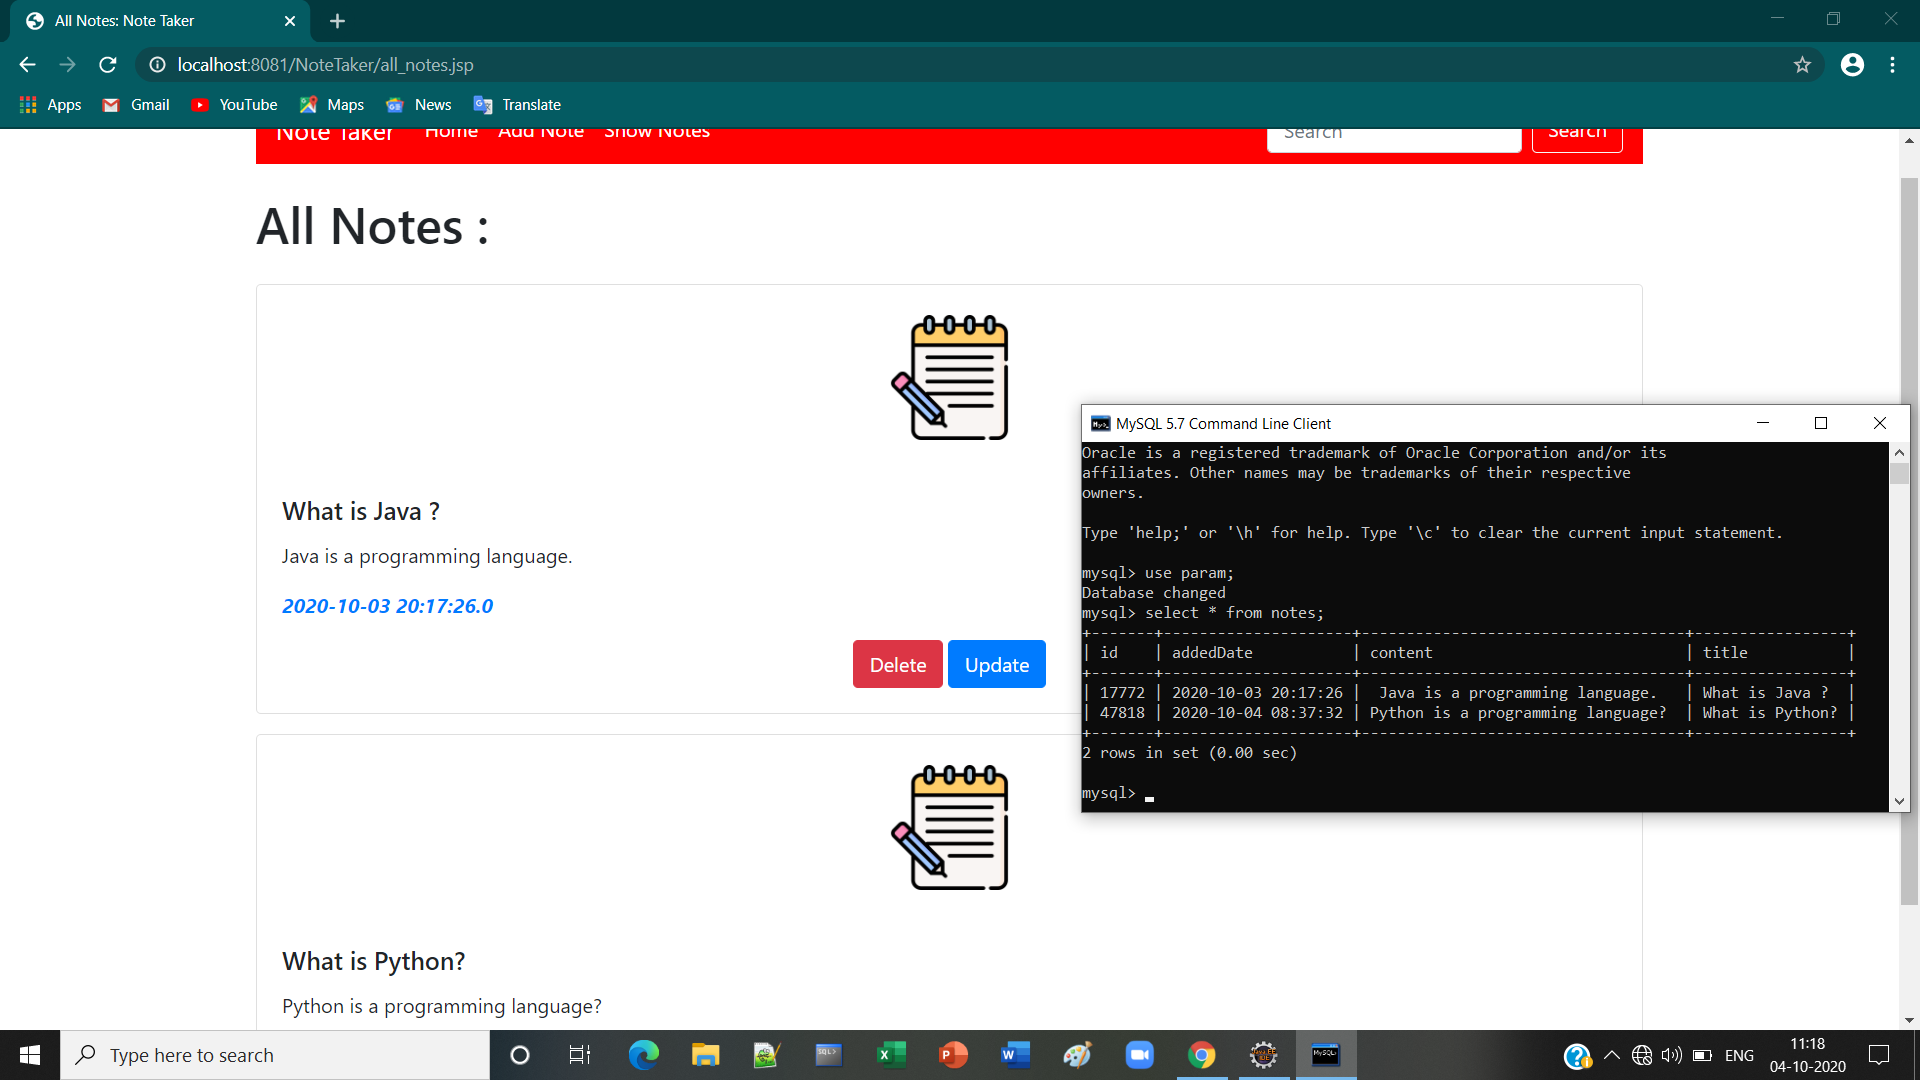 All Notes: Note Taker
localhost:8081/NoteTaker/all_notes.jsp
Apps Gmail YouTube Maps News Translate
Note Taker Home Add Note Show Notes Search Search
All Notes :
What is Java ?
Java is a programming language.
2020-10-03 20:17:26.0
Delete Update
What is Python?
Python is a programming language?
MySQL 5.7 Command Line Client
Oracle is a registered trademark of Oracle Corporation and/or its
affiliates. Other names may be trademarks of their respective
owners.
Type 'help;' or '\h' for help. Type '\c' to clear the current input statement.
mysql> use param;
Database changed
mysql> select * from notes;
+-------+---------------------+------------------------------------+-----------------+
| id | addedDate | content | title |
+-------+---------------------+------------------------------------+-----------------+
| 17772 | 2020-10-03 20:17:26 | Java is a programming language. | What is Java ? |
| 47818 | 2020-10-04 08:37:32 | Python is a programming language? | What is Python? |
+-------+---------------------+------------------------------------+-----------------+
2 rows in set (0.00 sec)
mysql>
Type here to search
ENG
11:18
04-10-2020